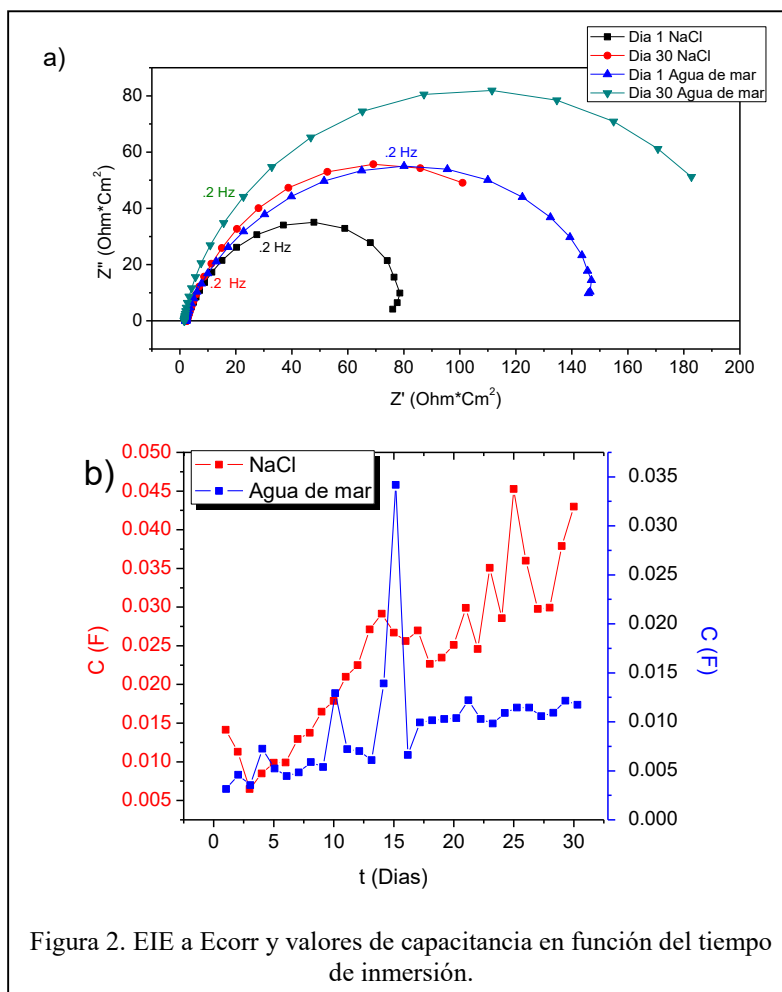 a)
Dia 1 NaCl
Dia 30 NaCl
Dia 1 Agua de mar
Dia 30 Agua de mar
80
60
40
20
0
Z'' (Ohm*Cm²)
.2 Hz
.2 Hz
.2 Hz
.2 Hz
0 20 40 60 80 100 120 140 160 180 200
Z' (Ohm*Cm²)
b)
NaCl
Agua de mar
0.050
0.045
0.035
0.030
0.025
0.020
0.015
0.010
0.005
C (F)
0.035
0.030
0.025
0.020
0.015
0.010
0.005
0.000
C (F)
0 5 10 15 20 25 30
t (Dias)
Figura 2. EIE a Ecorr y valores de capacitancia en función del tiempo
de inmersión.